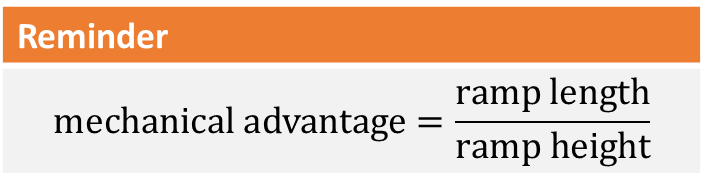 Reminder
mechanical advantage = ramp length / ramp height